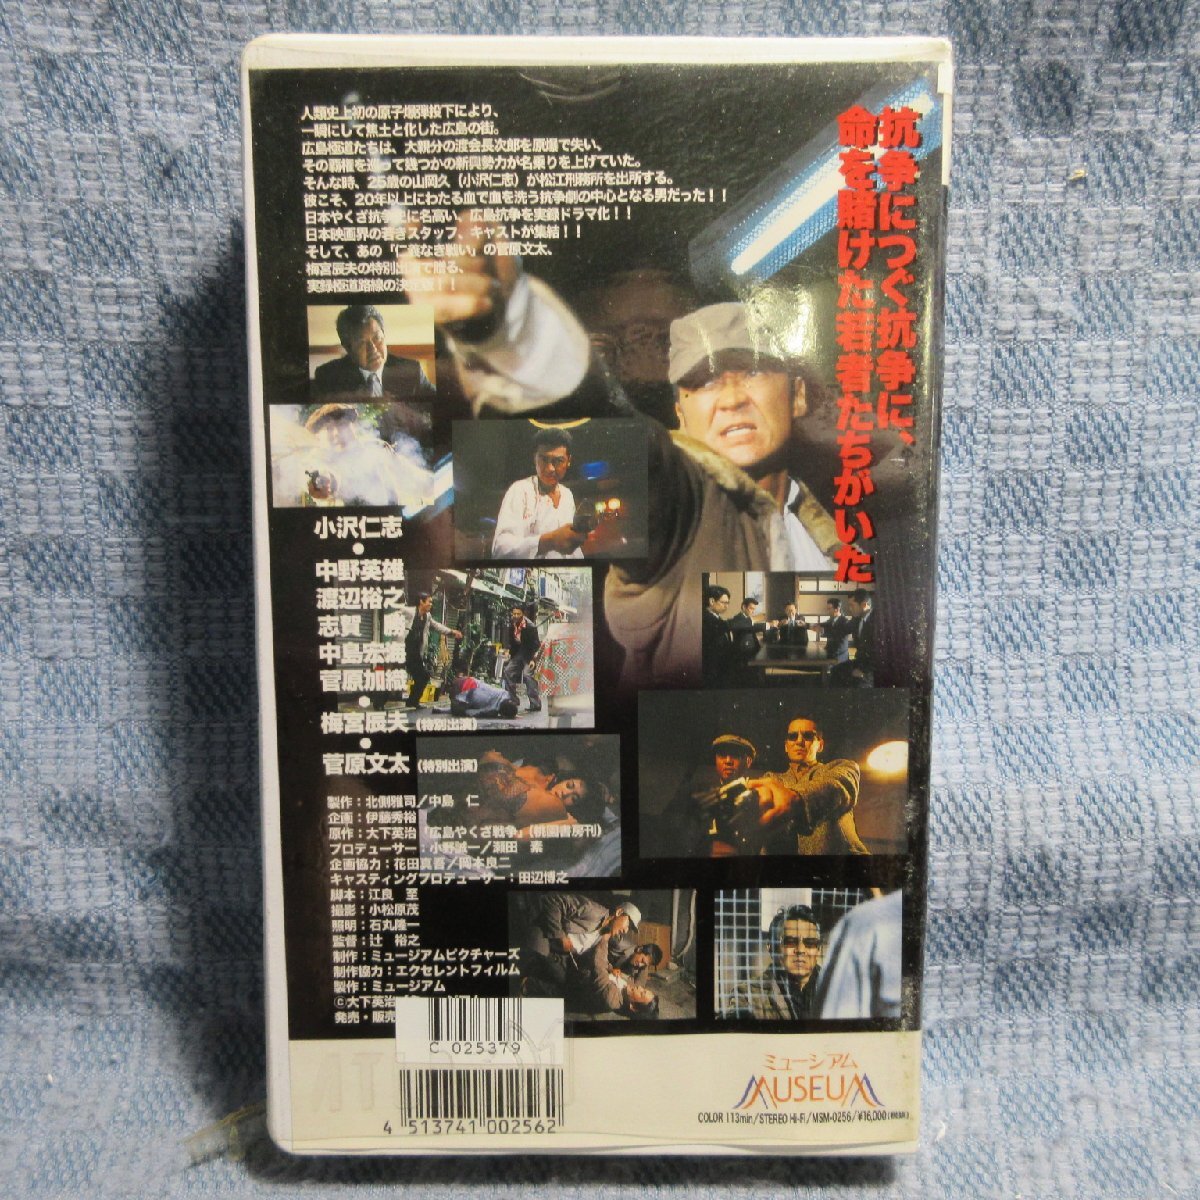 人類史上初の原子爆弾投下により、
一瞬にして焦土と化した広島の街。
広島極道たちは、大親分の渡会長次郎を原爆で失い、
その覇権を巡って幾つかの新興勢力が名乗りを上げていた。
そんな時、25歳の山岡久（小沢仁志）が松江刑務所を出所する。
彼こそ、20年以上にわたる血で血を洗う抗争劇の中心となる男だった！！
日本やくざ抗争史に名高い、広島抗争を実録ドラマ化！！
日本映画界の若きスタッフ、キャストが集結！！
そして、あの「仁義なき戦い」の菅原文太、
梅宮辰夫の特別出演で贈る、
実録極道路線の決定版！！
抗争につぐ抗争に、
命を賭けた若者たちがいた
小沢仁志
●
中野英雄
渡辺裕之
志賀 勝
中島宏海
菅原加織
●
梅宮辰夫（特別出演）
●
菅原文太（特別出演）
製作：北側雅司／中島 仁
企画：伊藤秀裕
原作：大下英治「広島やくざ戦争」（桃園書房刊）
プロデューサー：小野誠一／瀬田 素
企画協力：花田真吾／岡本良二
キャスティングプロデューサー：田辺博之
脚本：江良 至
撮影：小松原茂
照明：石丸隆一
監督：辻 裕之
制作：ミュージアムピクチャーズ
制作協力：エクセレントフィルム
製作：ミュージアム
©大下英治
発売・販売
C 025379
4 513741 002562
ミュージアム
MUSEUM
COLOR 113min/STEREO HI-Fi/MSM-0256/¥16,000